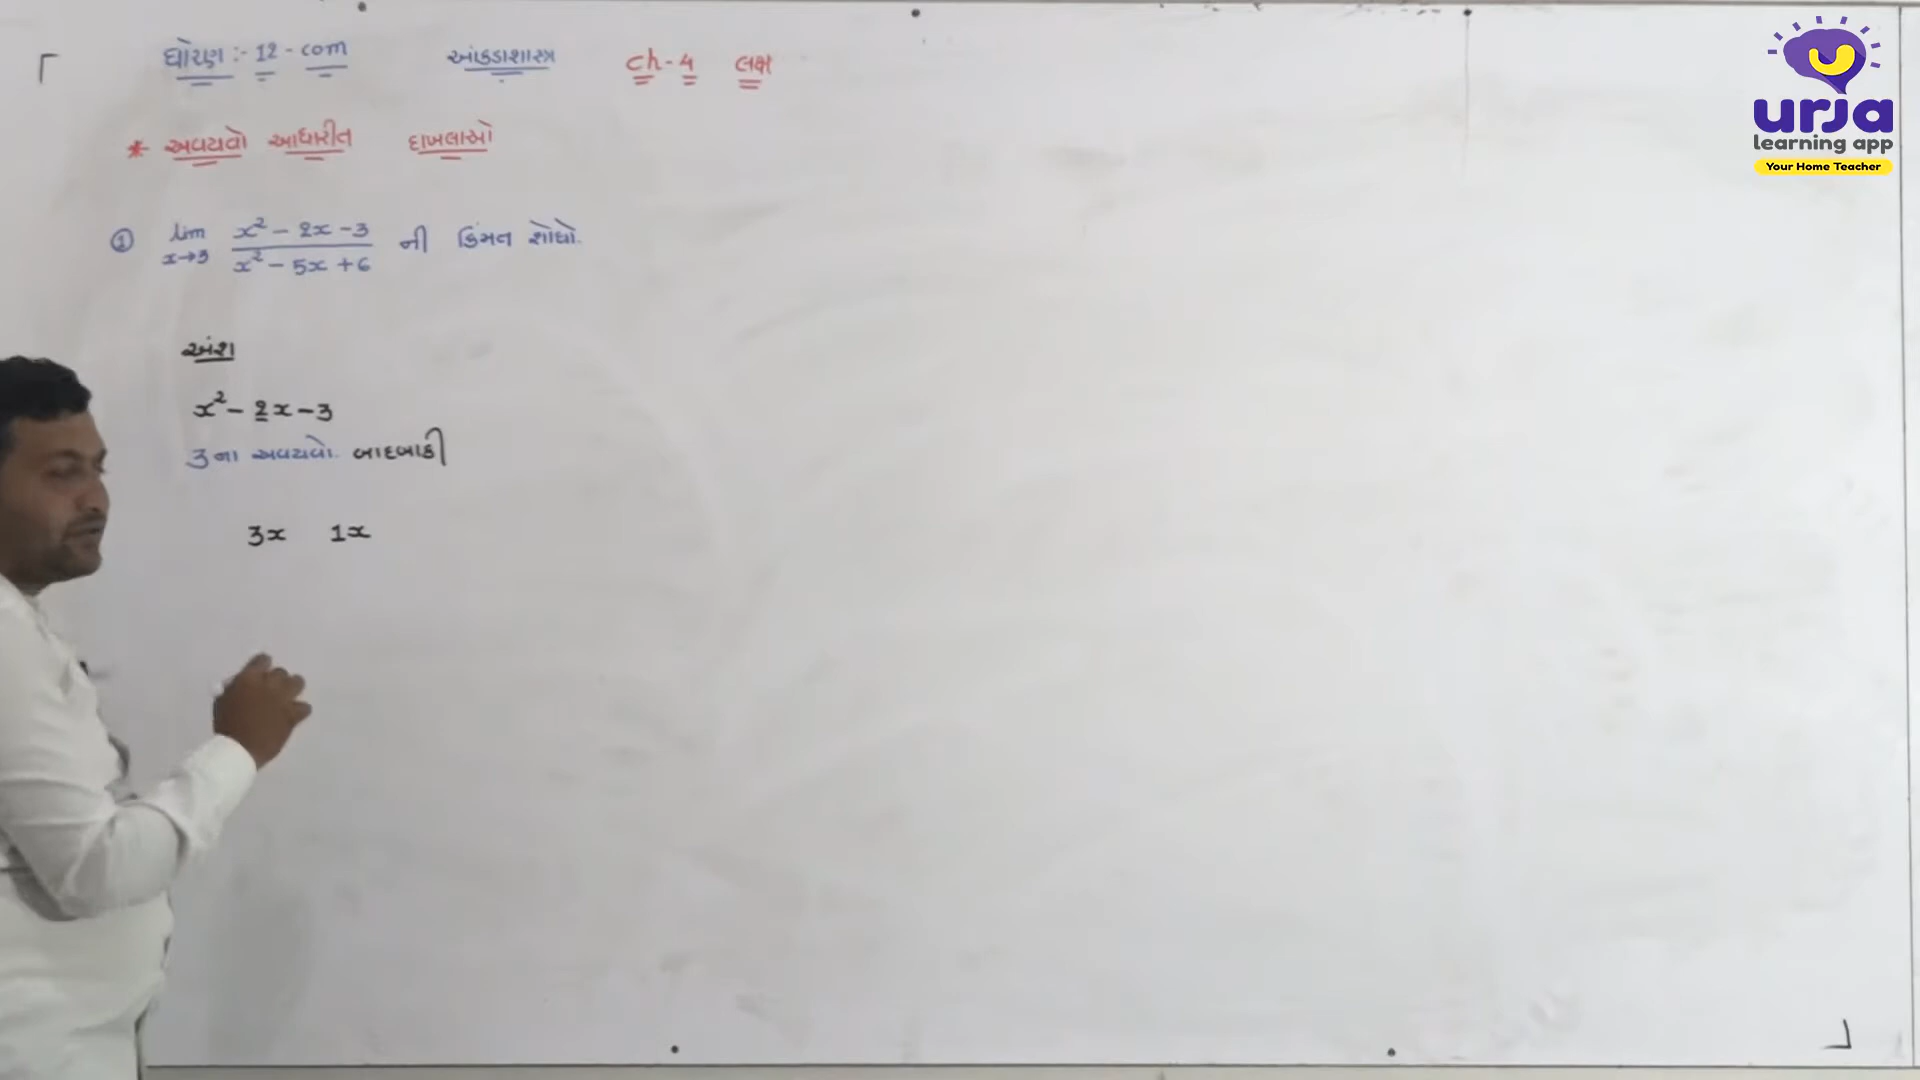 ધોરણ :- 12 - com આંકડાશાસ્ત્ર ch - 4 લક્ષ
* અવયવો આધારીત દાખલાઓ
① lim x→3 x² - 2x - 3 / x² - 5x + 6 ની કિંમત શોધો.
અંશ
x² - 2x - 3
3 ના અવયવો. બાદબાકી
3x 1x
urja
learning app
Your Home Teacher